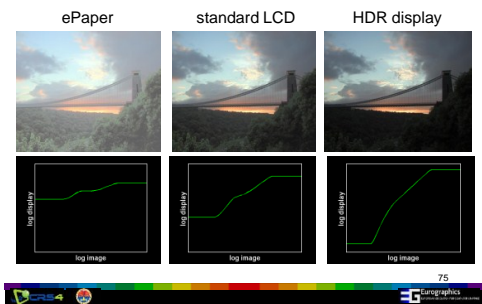 ePaper standard LCD HDR display
log display log display log display
log image log image log image
75
CRS4 Eurographics